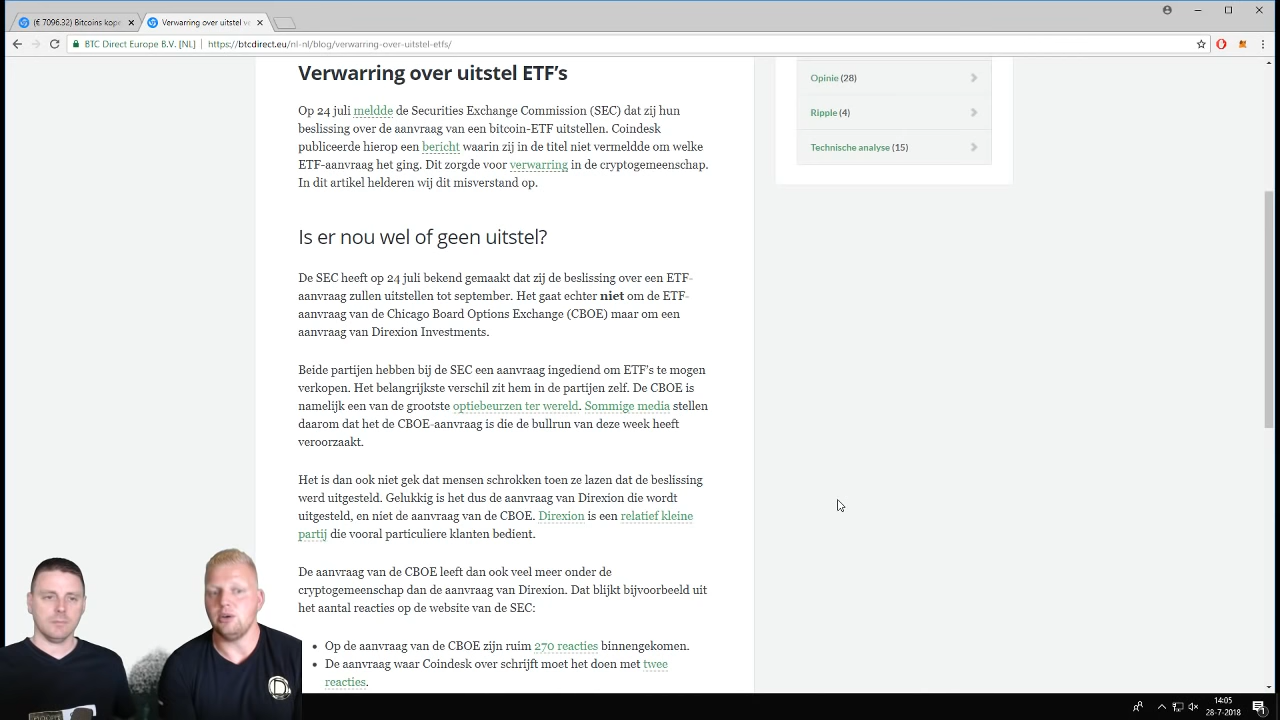 (€ 7096.32) Bitcoins kope
Verwarring over uitstel v
BTC Direct Europe B.V. [NL]
https://btcdirect.eu/nl-nl/blog/verwarring-over-uitstel-etfs/
Verwarring over uitstel ETF's
Op 24 juli meldde de Securities Exchange Commission (SEC) dat zij hun
beslissing over de aanvraag van een bitcoin-ETF uitstellen. Coindesk
publiceerde hierop een bericht waarin zij in de titel niet vermeldde om welke
ETF-aanvraag het ging. Dit zorgde voor verwarring in de cryptogemeenschap.
In dit artikel helderen wij dit misverstand op.
Is er nou wel of geen uitstel?
De SEC heeft op 24 juli bekend gemaakt dat zij de beslissing over een ETF-
aanvraag zullen uitstellen tot september. Het gaat echter niet om de ETF-
aanvraag van de Chicago Board Options Exchange (CBOE) maar om een
aanvraag van Direxion Investments.
Beide partijen hebben bij de SEC een aanvraag ingediend om ETF's te mogen
verkopen. Het belangrijkste verschil zit hem in de partijen zelf. De CBOE is
namelijk een van de grootste optiebeurzen ter wereld. Sommige media stellen
daarom dat het de CBOE-aanvraag is die de bullrun van deze week heeft
veroorzaakt.
Het is dan ook niet gek dat mensen schrokken toen ze lazen dat de beslissing
werd uitgesteld. Gelukkig is het dus de aanvraag van Direxion die wordt
uitgesteld, en niet de aanvraag van de CBOE. Direxion is een relatief kleine
partij die vooral particuliere klanten bedient.
De aanvraag van de CBOE leeft dan ook veel meer onder de
cryptogemeenschap dan de aanvraag van Direxion. Dat blijkt bijvoorbeeld uit
het aantal reacties op de website van de SEC:
Op de aanvraag van de CBOE zijn ruim 270 reacties binnengekomen.
De aanvraag waar Coindesk over schrijft moet het doen met twee
reacties.
Opinie (28)
Ripple (4)
Technische analyse (15)
14:05
28-7-2018